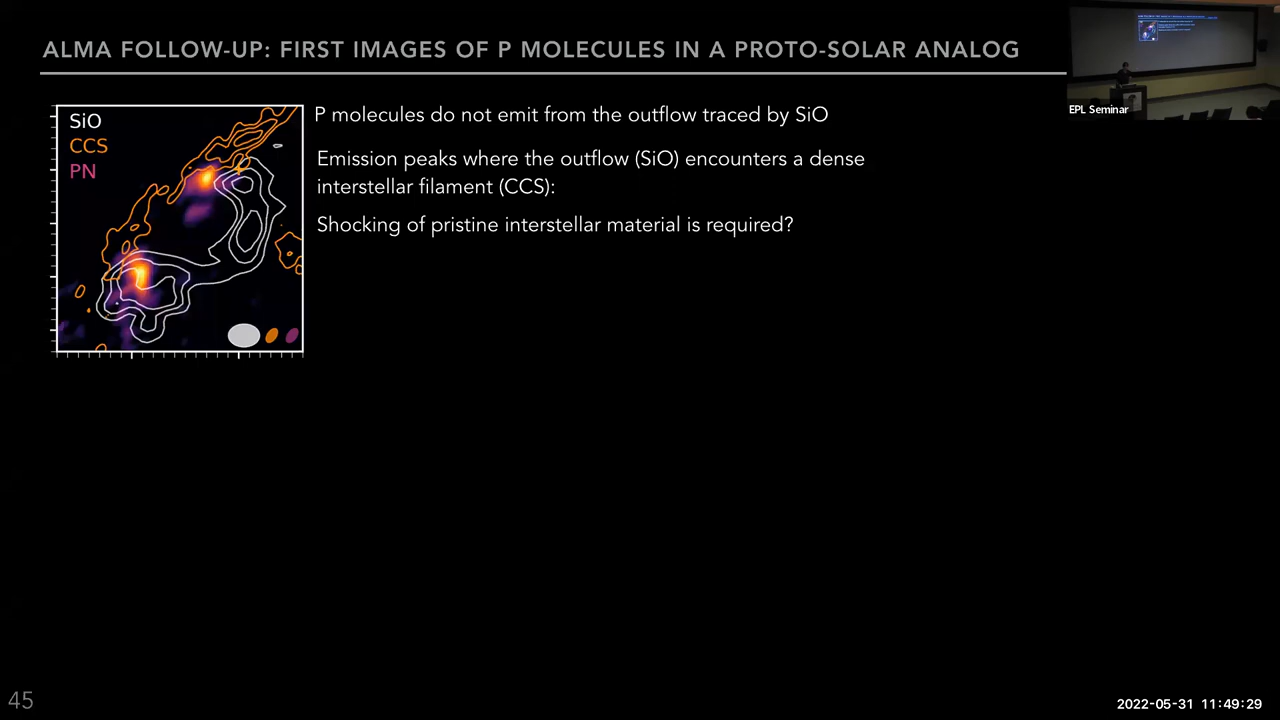 ALMA FOLLOW-UP: FIRST IMAGES OF P MOLECULES IN A PROTO-SOLAR ANALOG
EPL Seminar
SiO
CCS
PN
P molecules do not emit from the outflow traced by SiO
Emission peaks where the outflow (SiO) encounters a dense
interstellar filament (CCS):
Shocking of pristine interstellar material is required?
45
2022-05-31 11:49:29